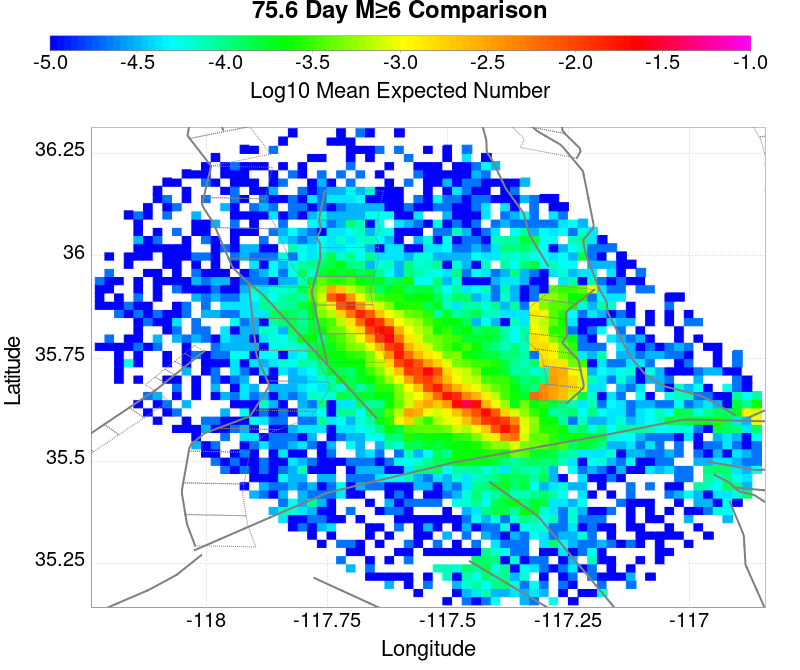 75.6 Day M≥6 Comparison
-5.0 -4.5 -4.0 -3.5 -3.0 -2.5 -2.0 -1.5 -1.0
Log10 Mean Expected Number
36.25
36
35.75
35.5
35.25
Latitude
-118 -117.75 -117.5 -117.25 -117
Longitude